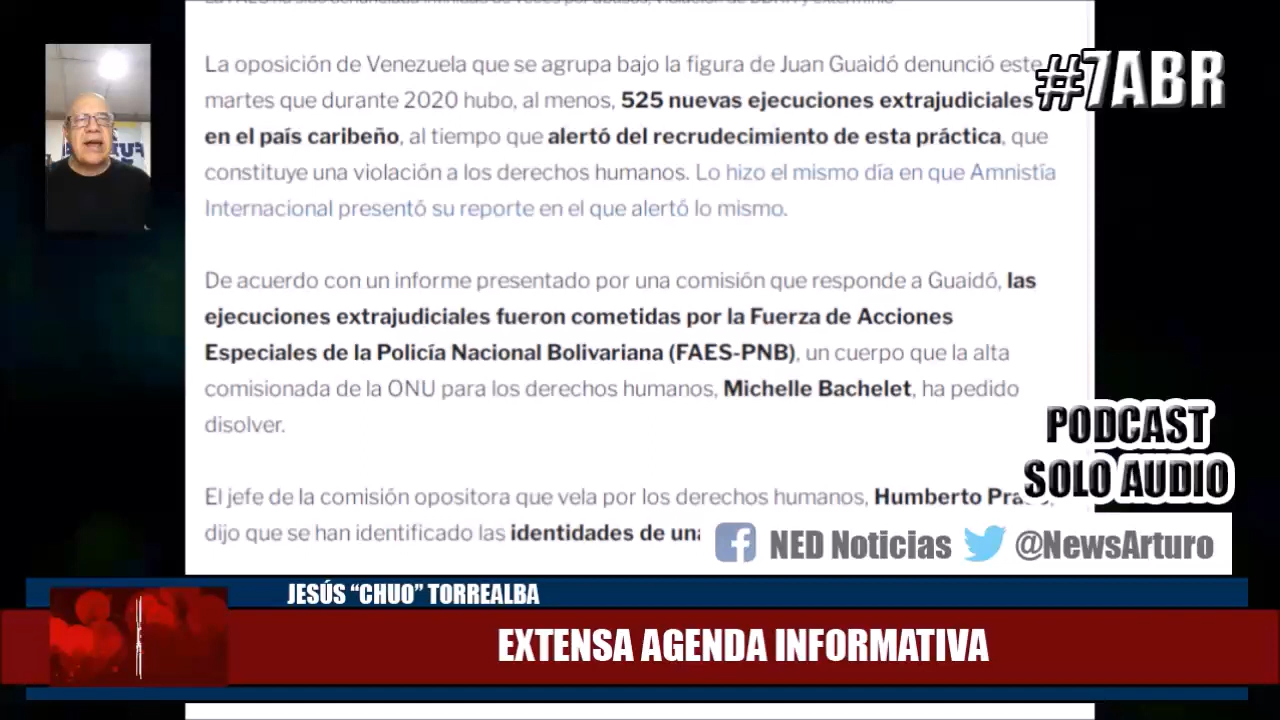 La oposición de Venezuela que se agrupa bajo la figura de Juan Guaidó denunció este
martes que durante 2020 hubo, al menos, 525 nuevas ejecuciones extrajudiciales
en el país caribeño, al tiempo que alertó del recrudecimiento de esta práctica, que
constituye una violación a los derechos humanos. Lo hizo el mismo día en que Amnistía
Internacional presentó su reporte en el que alertó lo mismo.
De acuerdo con un informe presentado por una comisión que responde a Guaidó, las
ejecuciones extrajudiciales fueron cometidas por la Fuerza de Acciones
Especiales de la Policía Nacional Bolivariana (FAES-PNB), un cuerpo que la alta
comisionada de la ONU para los derechos humanos, Michelle Bachelet, ha pedido
disolver.
El jefe de la comisión opositora que vela por los derechos humanos, Humberto
dijo que se han identificado las identidades de
#7ABR
PODCAST
SOLO AUDIO
NED Noticias @NewsArturo
JESÚS “CHUO” TORREALBA
EXTENSA AGENDA INFORMATIVA